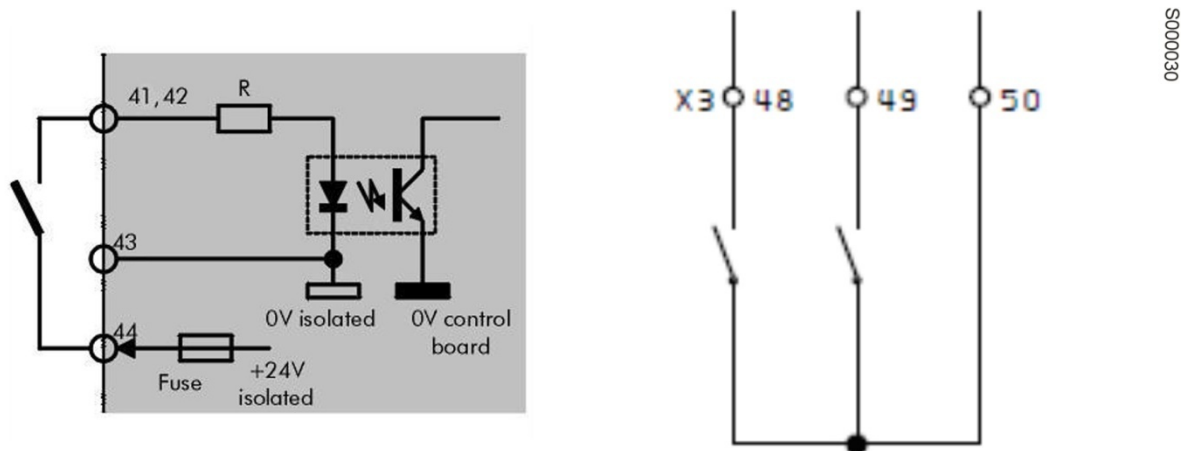 41, 42
R
43
0V isolated
0V control
board
44
Fuse
+24V
isolated
X3 48
49
50
S000030